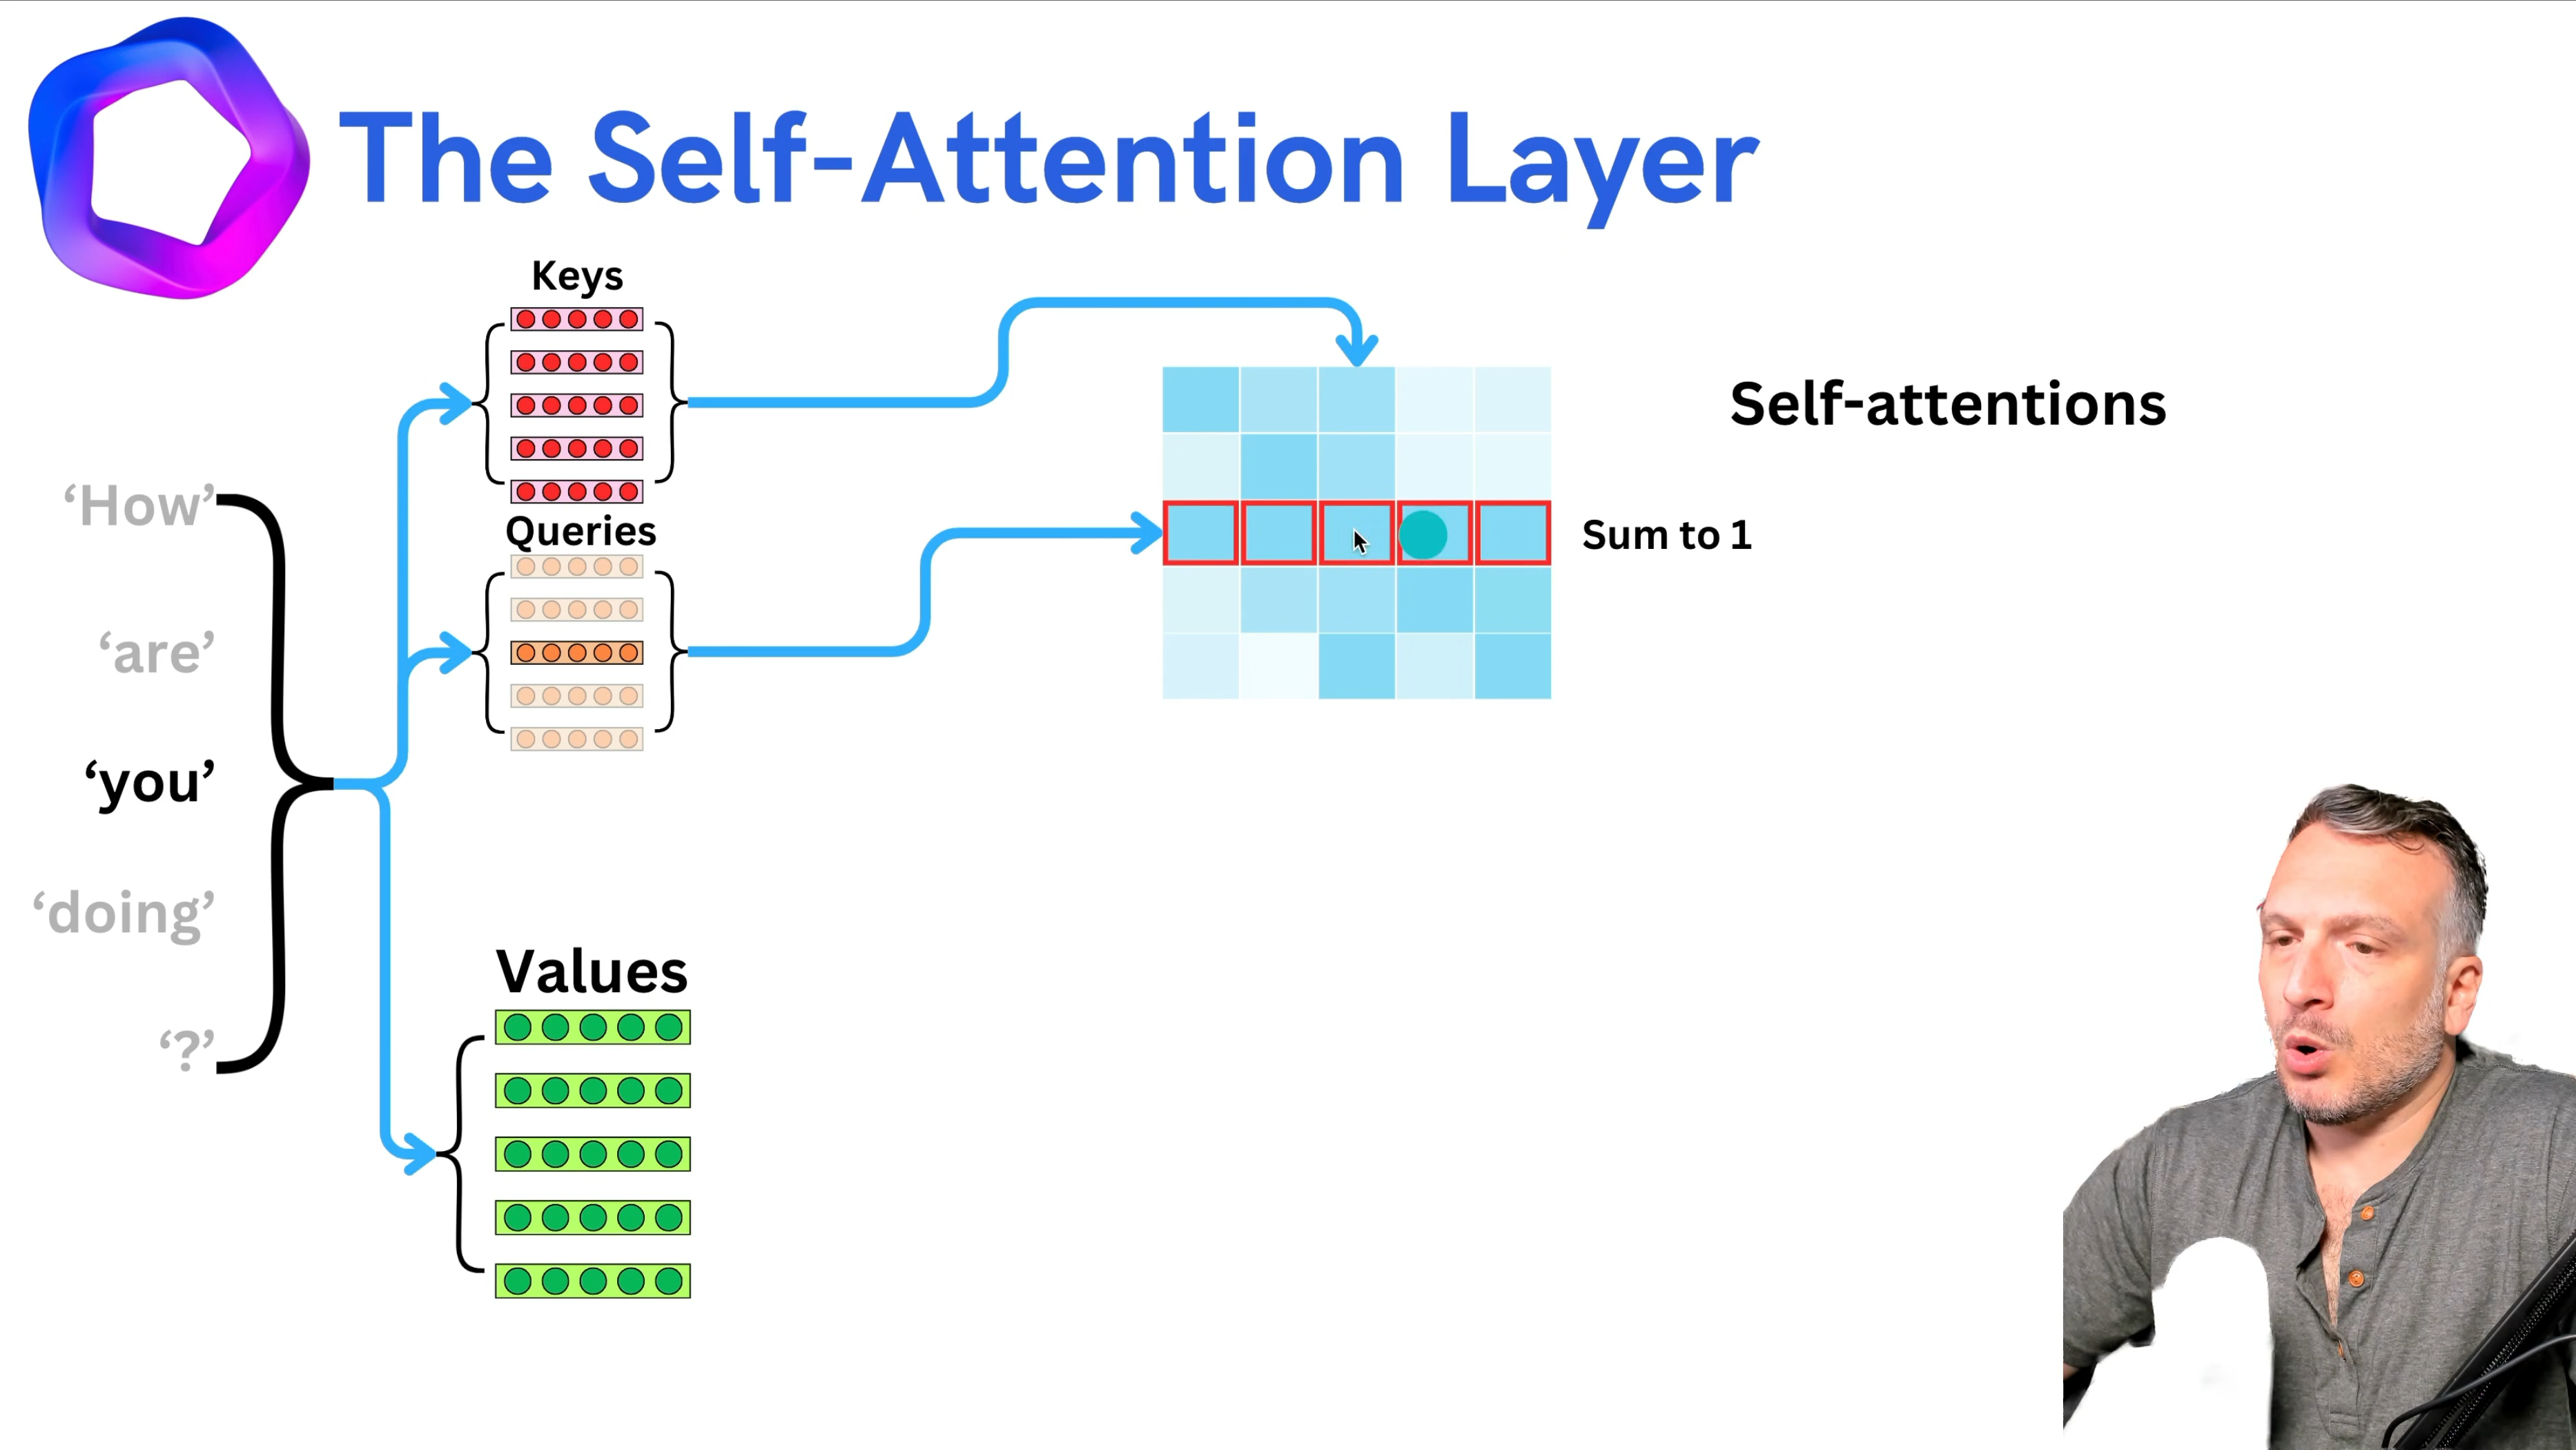 The Self-Attention Layer
Keys
Self-attentions
‘How’
Queries
Sum to 1
‘are’
‘you’
‘doing’
Values
‘?’